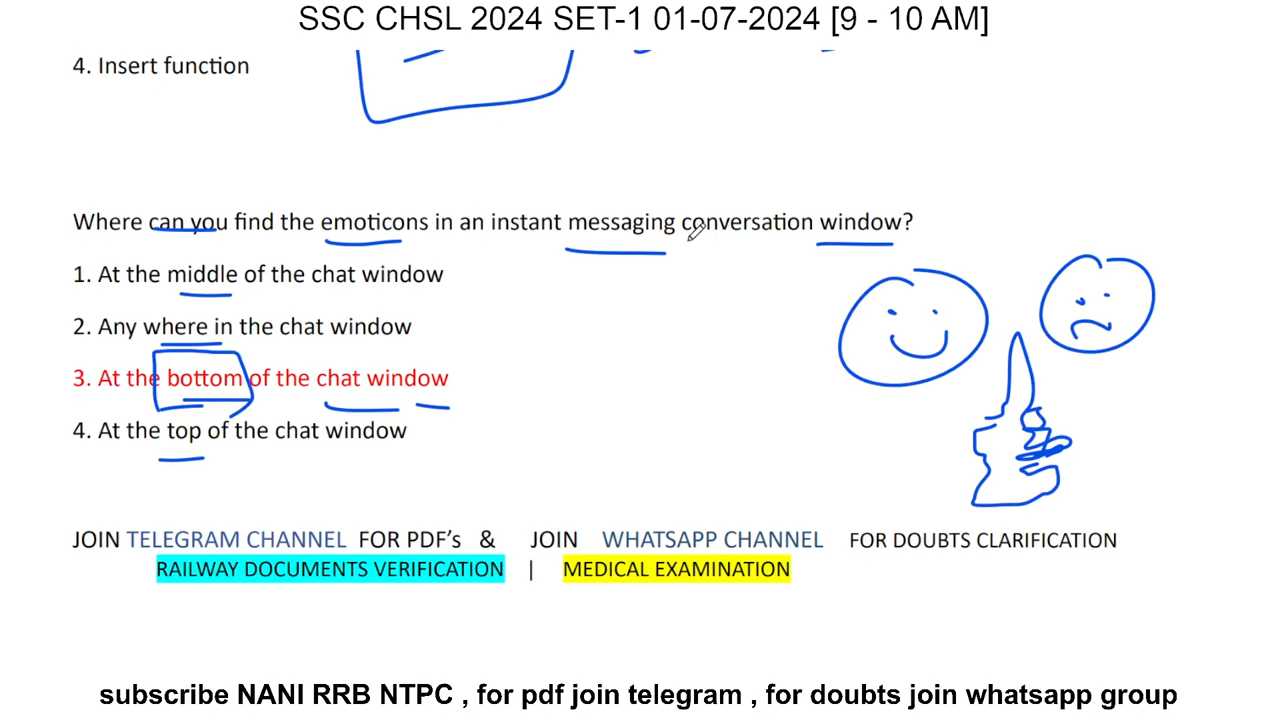 SSC CHSL 2024 SET-1 01-07-2024 [9 - 10 AM]
4. Insert function
Where can you find the emoticons in an instant messaging conversation window?
1. At the middle of the chat window
2. Any where in the chat window
3. At the bottom of the chat window
4. At the top of the chat window
JOIN TELEGRAM CHANNEL FOR PDF's & JOIN WHATSAPP CHANNEL FOR DOUBTS CLARIFICATION
RAILWAY DOCUMENTS VERIFICATION | MEDICAL EXAMINATION
subscribe NANI RRB NTPC , for pdf join telegram , for doubts join whatsapp group